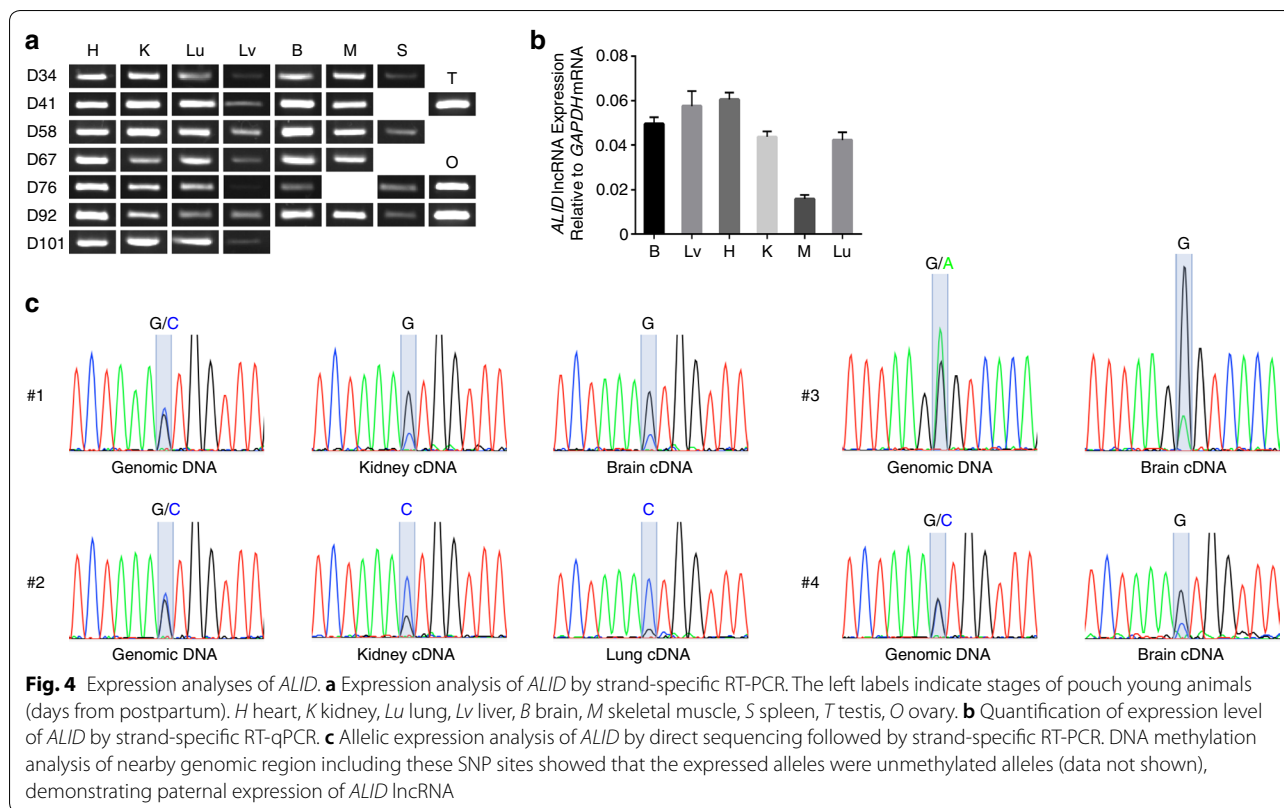 a
H K Lu Lv B M S
D34
T
D41
D58
D67
O
D76
D92
D101
b
ALID lncRNA Expression
Relative to GAPDH mRNA
0.08
0.06
0.04
0.02
0
B Lv H K M Lu
c
#1
G/C
Genomic DNA
G
Kidney cDNA
G
Brain cDNA
#3
G/A
Genomic DNA
G
Brain cDNA
#2
G/C
Genomic DNA
C
Kidney cDNA
C
Lung cDNA
#4
G/C
Genomic DNA
G
Brain cDNA
Fig. 4 Expression analyses of ALID. a Expression analysis of ALID by strand-specific RT-PCR. The left labels indicate stages of pouch young animals
(days from postpartum). H heart, K kidney, Lu lung, Lv liver, B brain, M skeletal muscle, S spleen, T testis, O ovary. b Quantification of expression level
of ALID by strand-specific RT-qPCR. c Allelic expression analysis of ALID by direct sequencing followed by strand-specific RT-PCR. DNA methylation
analysis of nearby genomic region including these SNP sites showed that the expressed alleles were unmethylated alleles (data not shown),
demonstrating paternal expression of ALID lncRNA